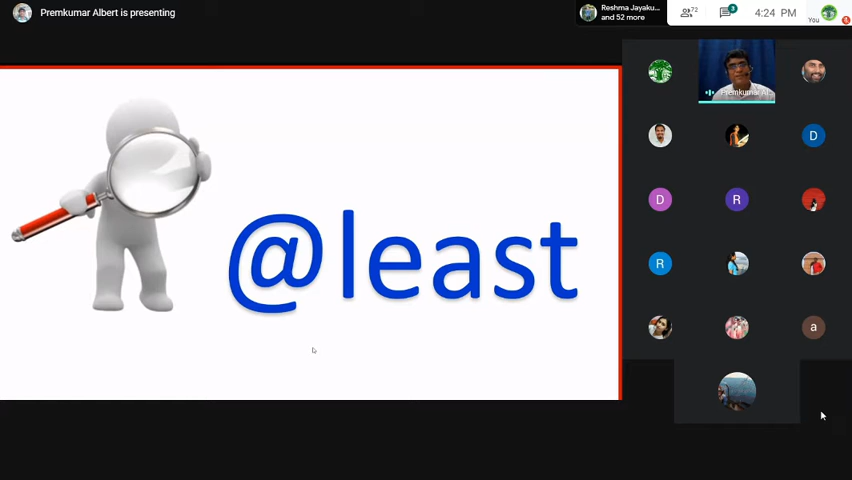 Premkumar Albert is presenting
Reshma Jayaku...
and 52 more
72
3
4:24 PM
You
@least
Premkumar Al...
D
D
R
R
a